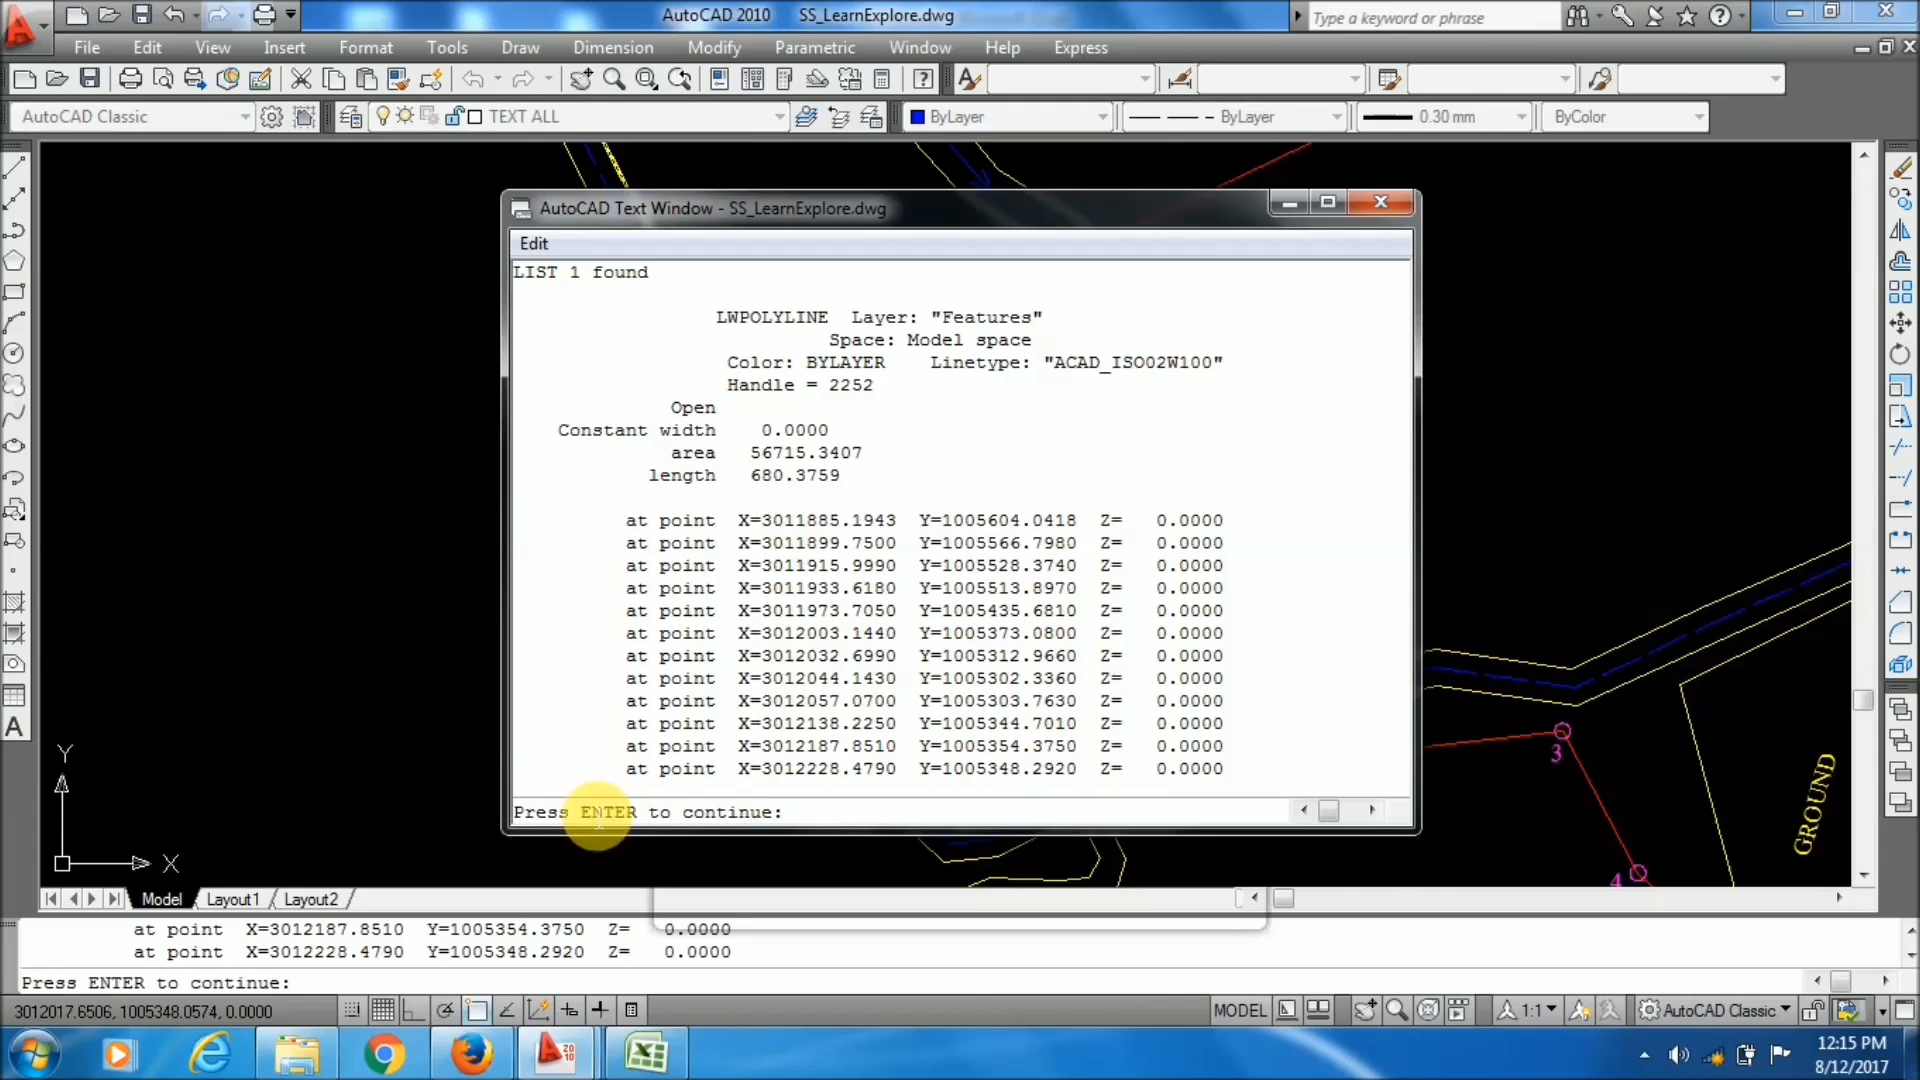 AutoCAD 2010 SS_LearnExplore.dwg
Type a keyword or phrase
File Edit View Insert Format Tools Draw Dimension Modify Parametric Window Help Express
AutoCAD Classic
TEXT ALL
ByLayer
ByLayer
0.30 mm
ByColor
AutoCAD Text Window - SS_LearnExplore.dwg
Edit
LIST 1 found
LWPOLYLINE Layer: "Features"
Space: Model space
Color: BYLAYER Linetype: "ACAD_ISO02W100"
Handle = 2252
Open
Constant width 0.0000
area 56715.3407
length 680.3759
at point X=3011885.1943 Y=1005604.0418 Z= 0.0000
at point X=3011899.7500 Y=1005566.7980 Z= 0.0000
at point X=3011915.9990 Y=1005528.3740 Z= 0.0000
at point X=3011933.6180 Y=1005513.8970 Z= 0.0000
at point X=3011973.7050 Y=1005435.6810 Z= 0.0000
at point X=3012003.1440 Y=1005373.0800 Z= 0.0000
at point X=3012032.6990 Y=1005312.9660 Z= 0.0000
at point X=3012044.1430 Y=1005302.3360 Z= 0.0000
at point X=3012057.0700 Y=1005303.7630 Z= 0.0000
at point X=3012138.2250 Y=1005344.7010 Z= 0.0000
at point X=3012187.8510 Y=1005354.3750 Z= 0.0000
at point X=3012228.4790 Y=1005348.2920 Z= 0.0000
Press ENTER to continue:
3
4
GROUND
Y
X
Model Layout1 Layout2
at point X=3012187.8510 Y=1005354.3750 Z= 0.0000
at point X=3012228.4790 Y=1005348.2920 Z= 0.0000
Press ENTER to continue:
3012017.6506, 1005348.0574, 0.0000
MODEL
1:1
AutoCAD Classic
12:15 PM
8/12/2017